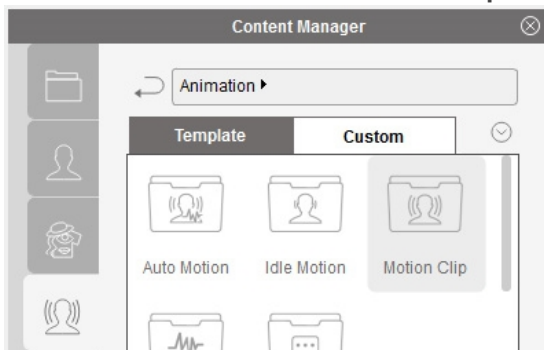 Content Manager
Animation
Template Custom
Auto Motion Idle Motion Motion Clip